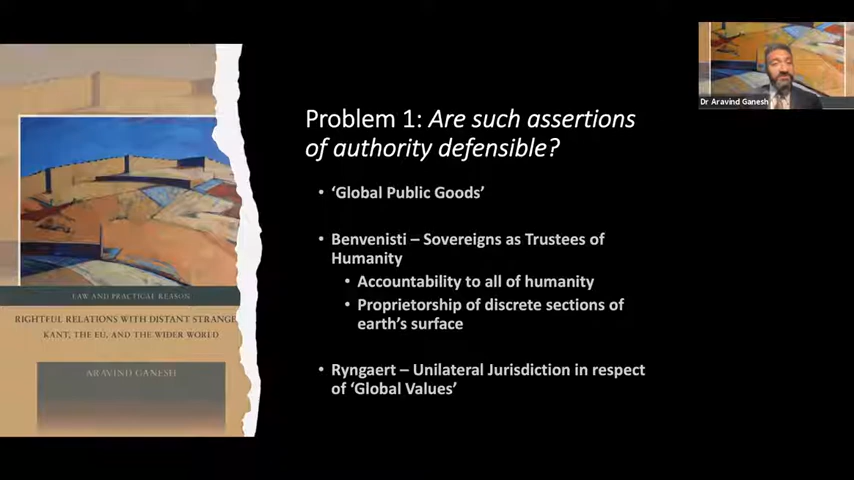 Dr Aravind Ganesh
Problem 1: Are such assertions
of authority defensible?
• 'Global Public Goods'
• Benvenisti – Sovereigns as Trustees of
Humanity
• Accountability to all of humanity
• Proprietorship of discrete sections of
earth's surface
• Ryngaert – Unilateral Jurisdiction in respect
of 'Global Values'
LAW AND PRACTICAL REASON
RIGHTFUL RELATIONS WITH DISTANT STRANGE
KANT, THE EU, AND THE WIDER WORLD
ARAVIND GANESH